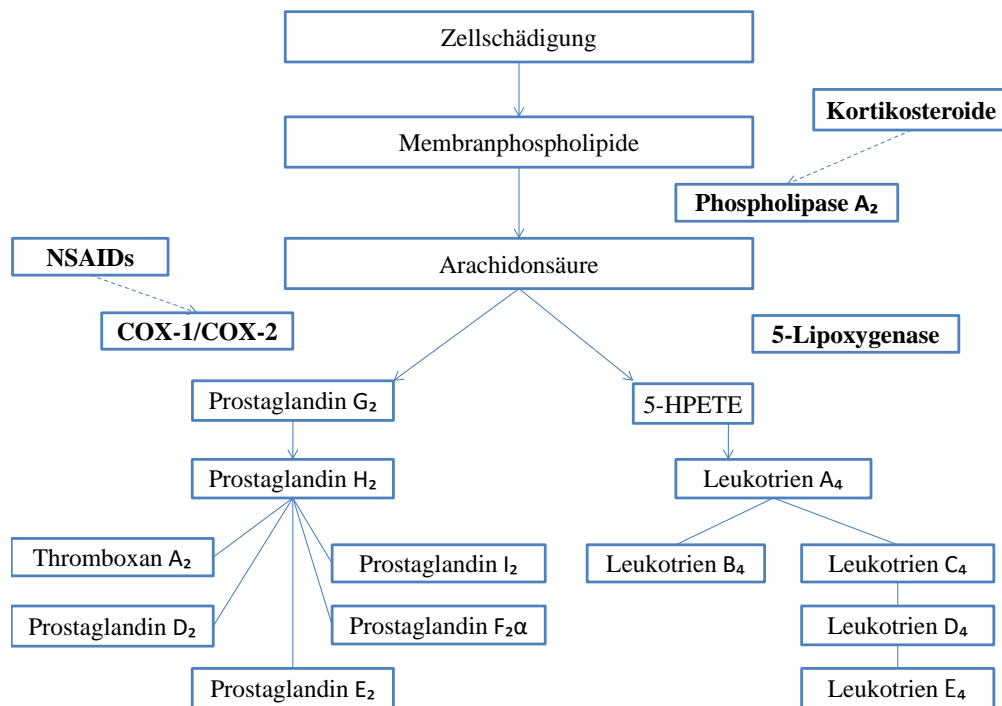 Zellschädigung
Kortikosteroide
Membranphospholipide
Phospholipase A₂
NSAIDs
Arachidonsäure
COX-1/COX-2
5-Lipoxygenase
Prostaglandin G₂
5-HPETE
Prostaglandin H₂
Leukotrien A₄
Thromboxan A₂
Prostaglandin I₂
Leukotrien B₄
Leukotrien C₄
Prostaglandin D₂
Prostaglandin F₂α
Leukotrien D₄
Prostaglandin E₂
Leukotrien E₄